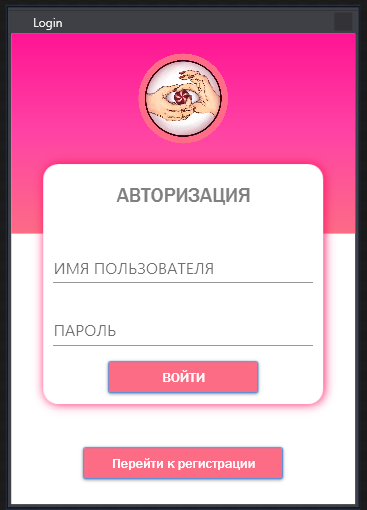 Login
АВТОРИЗАЦИЯ
ИМЯ ПОЛЬЗОВАТЕЛЯ
ПАРОЛЬ
ВОЙТИ
Перейти к регистрации